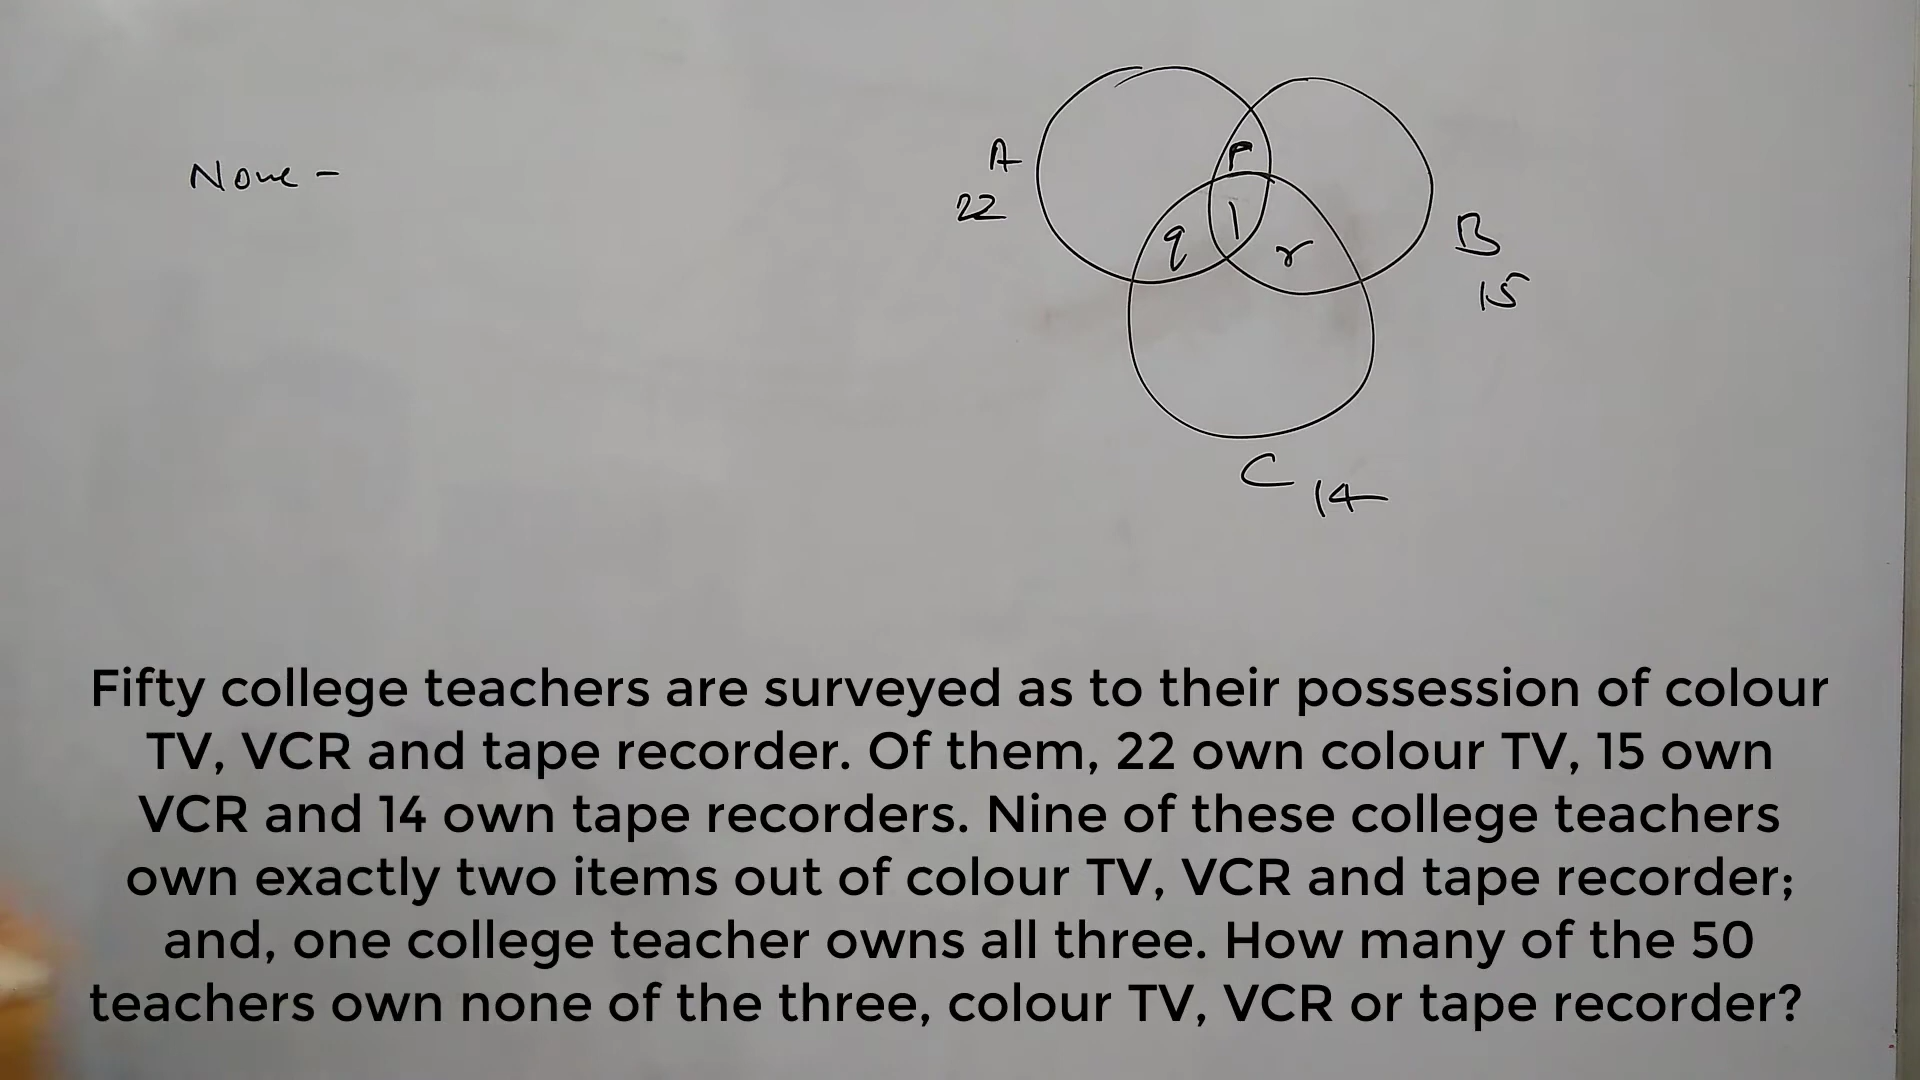 None -
A
22
p
q
1
r
B
15
C 14
Fifty college teachers are surveyed as to their possession of colour
TV, VCR and tape recorder. Of them, 22 own colour TV, 15 own
VCR and 14 own tape recorders. Nine of these college teachers
own exactly two items out of colour TV, VCR and tape recorder;
and, one college teacher owns all three. How many of the 50
teachers own none of the three, colour TV, VCR or tape recorder?